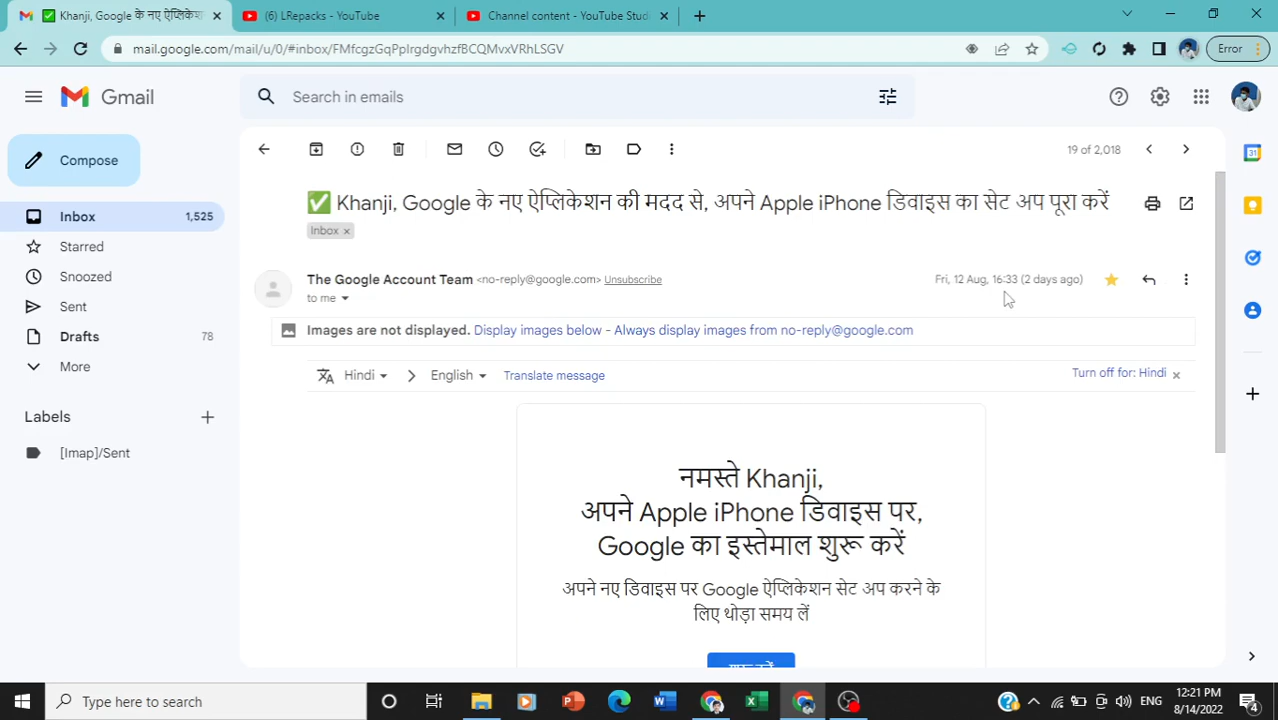 ✅ Khanji, Google के नए ऐप्लिके
(6) LRepacks - YouTube
Channel content - YouTube Stud
mail.google.com/mail/u/0/#inbox/FMfcgzGqPplrgdgvhzfBCQMvxVRhLSGV
Error
Gmail
Search in emails
Compose
19 of 2,018
Inbox 1,525
✅ Khanji, Google के नए ऐप्लिकेशन की मदद से, अपने Apple iPhone डिवाइस का सेट अप पूरा करें
Inbox ×
Starred
Snoozed
The Google Account Team <no-reply@google.com> Unsubscribe
Fri, 12 Aug, 16:33 (2 days ago)
to me
Sent
Images are not displayed. Display images below - Always display images from no-reply@google.com
Drafts 78
More
Hindi > English Translate message
Turn off for: Hindi ×
Labels
[Imap]/Sent
नमस्ते Khanji,
अपने Apple iPhone डिवाइस पर,
Google का इस्तेमाल शुरू करें
अपने नए डिवाइस पर Google ऐप्लिकेशन सेट अप करने के
लिए थोड़ा समय लें
शुरू करें
31
Type here to search
ENG
12:21 PM
8/14/2022
4